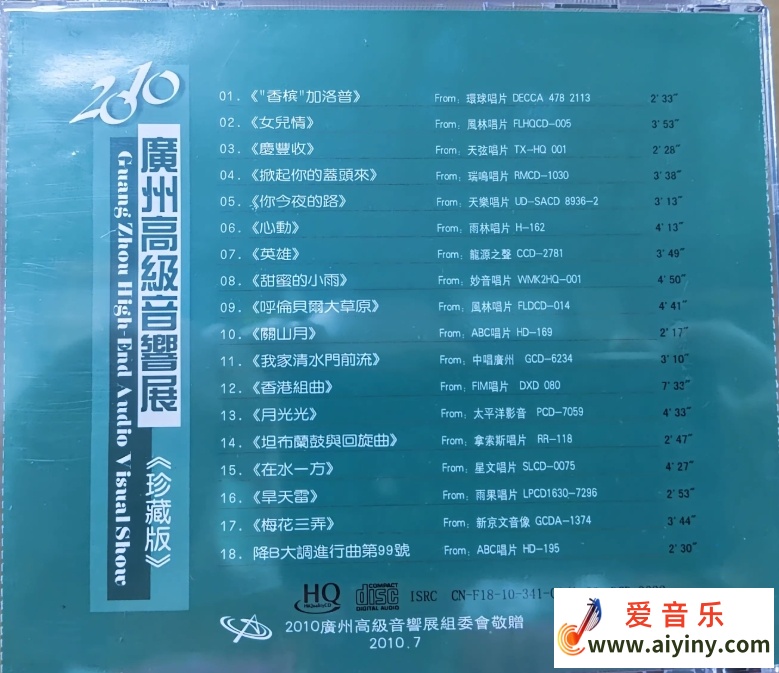 2010
廣州高級音響展
《珍藏版》
Guang Zhou High-End Audio Visual Show
01.《"香槟"加洛普》 From: 環球唱片 DECCA 478 2113 2'33"
02.《女兒情》 From: 風林唱片 FLHQCD-005 3'53"
03.《慶豐收》 From: 天弦唱片 TX-HQ 001 2'28"
04.《掀起你的蓋頭來》 From: 瑞鳴唱片 RMCD-1030 3'38"
05.《你今夜的路》 From: 天樂唱片 UD-SACD 8936-2 3'13"
06.《心動》 From: 雨林唱片 H-162 4'13"
07.《英雄》 From: 龍源之聲 CCD-2781 3'49"
08.《甜蜜的小雨》 From: 妙音唱片 WMK2HQ-001 4'50"
09.《呼倫貝爾大草原》 From: 風林唱片 FLDCD-014 4'41"
10.《關山月》 From: ABC唱片 HD-169 2'17"
11.《我家清水門前流》 From: 中唱廣州 GCD-6234 3'10"
12.《香港組曲》 From: FIM唱片 DXD 080 7'33"
13.《月光光》 From: 太平洋影音 PCD-7059 4'33"
14.《坦布蘭鼓與回旋曲》 From: 拿索斯唱片 RR-118 2'47"
15.《在水一方》 From: 星文唱片 SLCD-0075 4'27"
16.《旱天雷》 From: 雨果唱片 LPCD1630-7296 2'53"
17.《梅花三弄》 From: 新京文音像 GCDA-1374 3'44"
18. 降B大調進行曲第99號 From: ABC唱片 HD-195 2'30"
HQ
HiQualityCD
COMPACT
disc
DIGITAL AUDIO
ISRC CN-F18-10-341-
2010廣州高級音響展組委會敬贈
2010.7
爱音乐
www.aiyiny.com